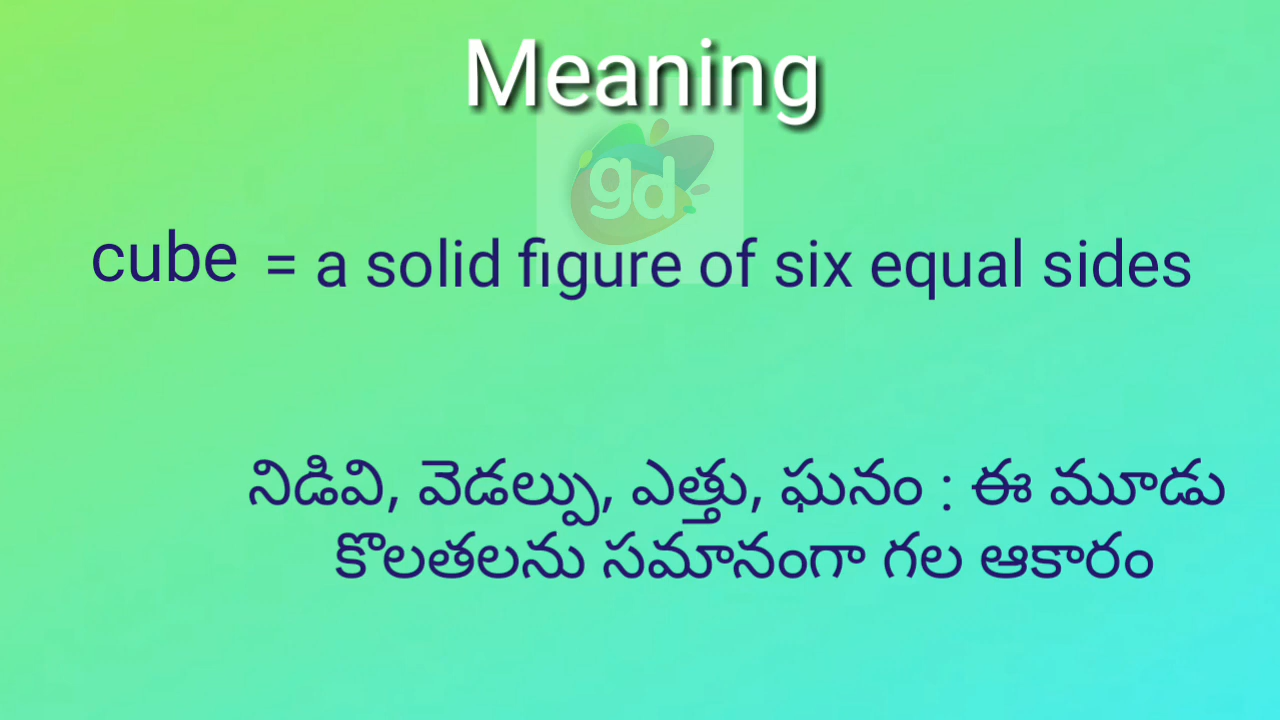 Meaning
gd
cube = a solid figure of six equal sides
నిడివి, వెడల్పు, ఎత్తు, ఘనం : ఈ మూడు
కొలతలను సమానంగా గల ఆకారం